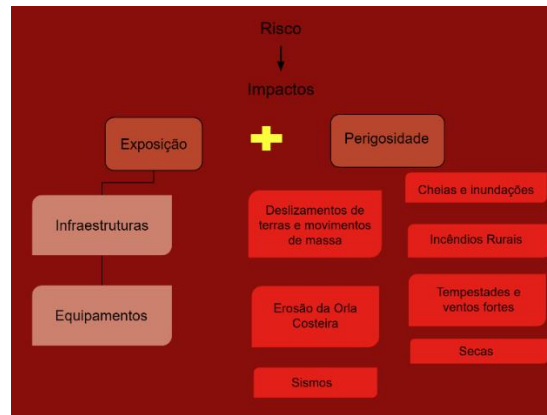 Risco
Impactos
Exposição
Perigosidade
Infraestruturas
Equipamentos
Deslizamentos de
terras e movimentos
de massa
Erosão da Orla
Costeira
Sismos
Cheias e inundações
Incêndios Rurais
Tempestades e
ventos fortes
Secas